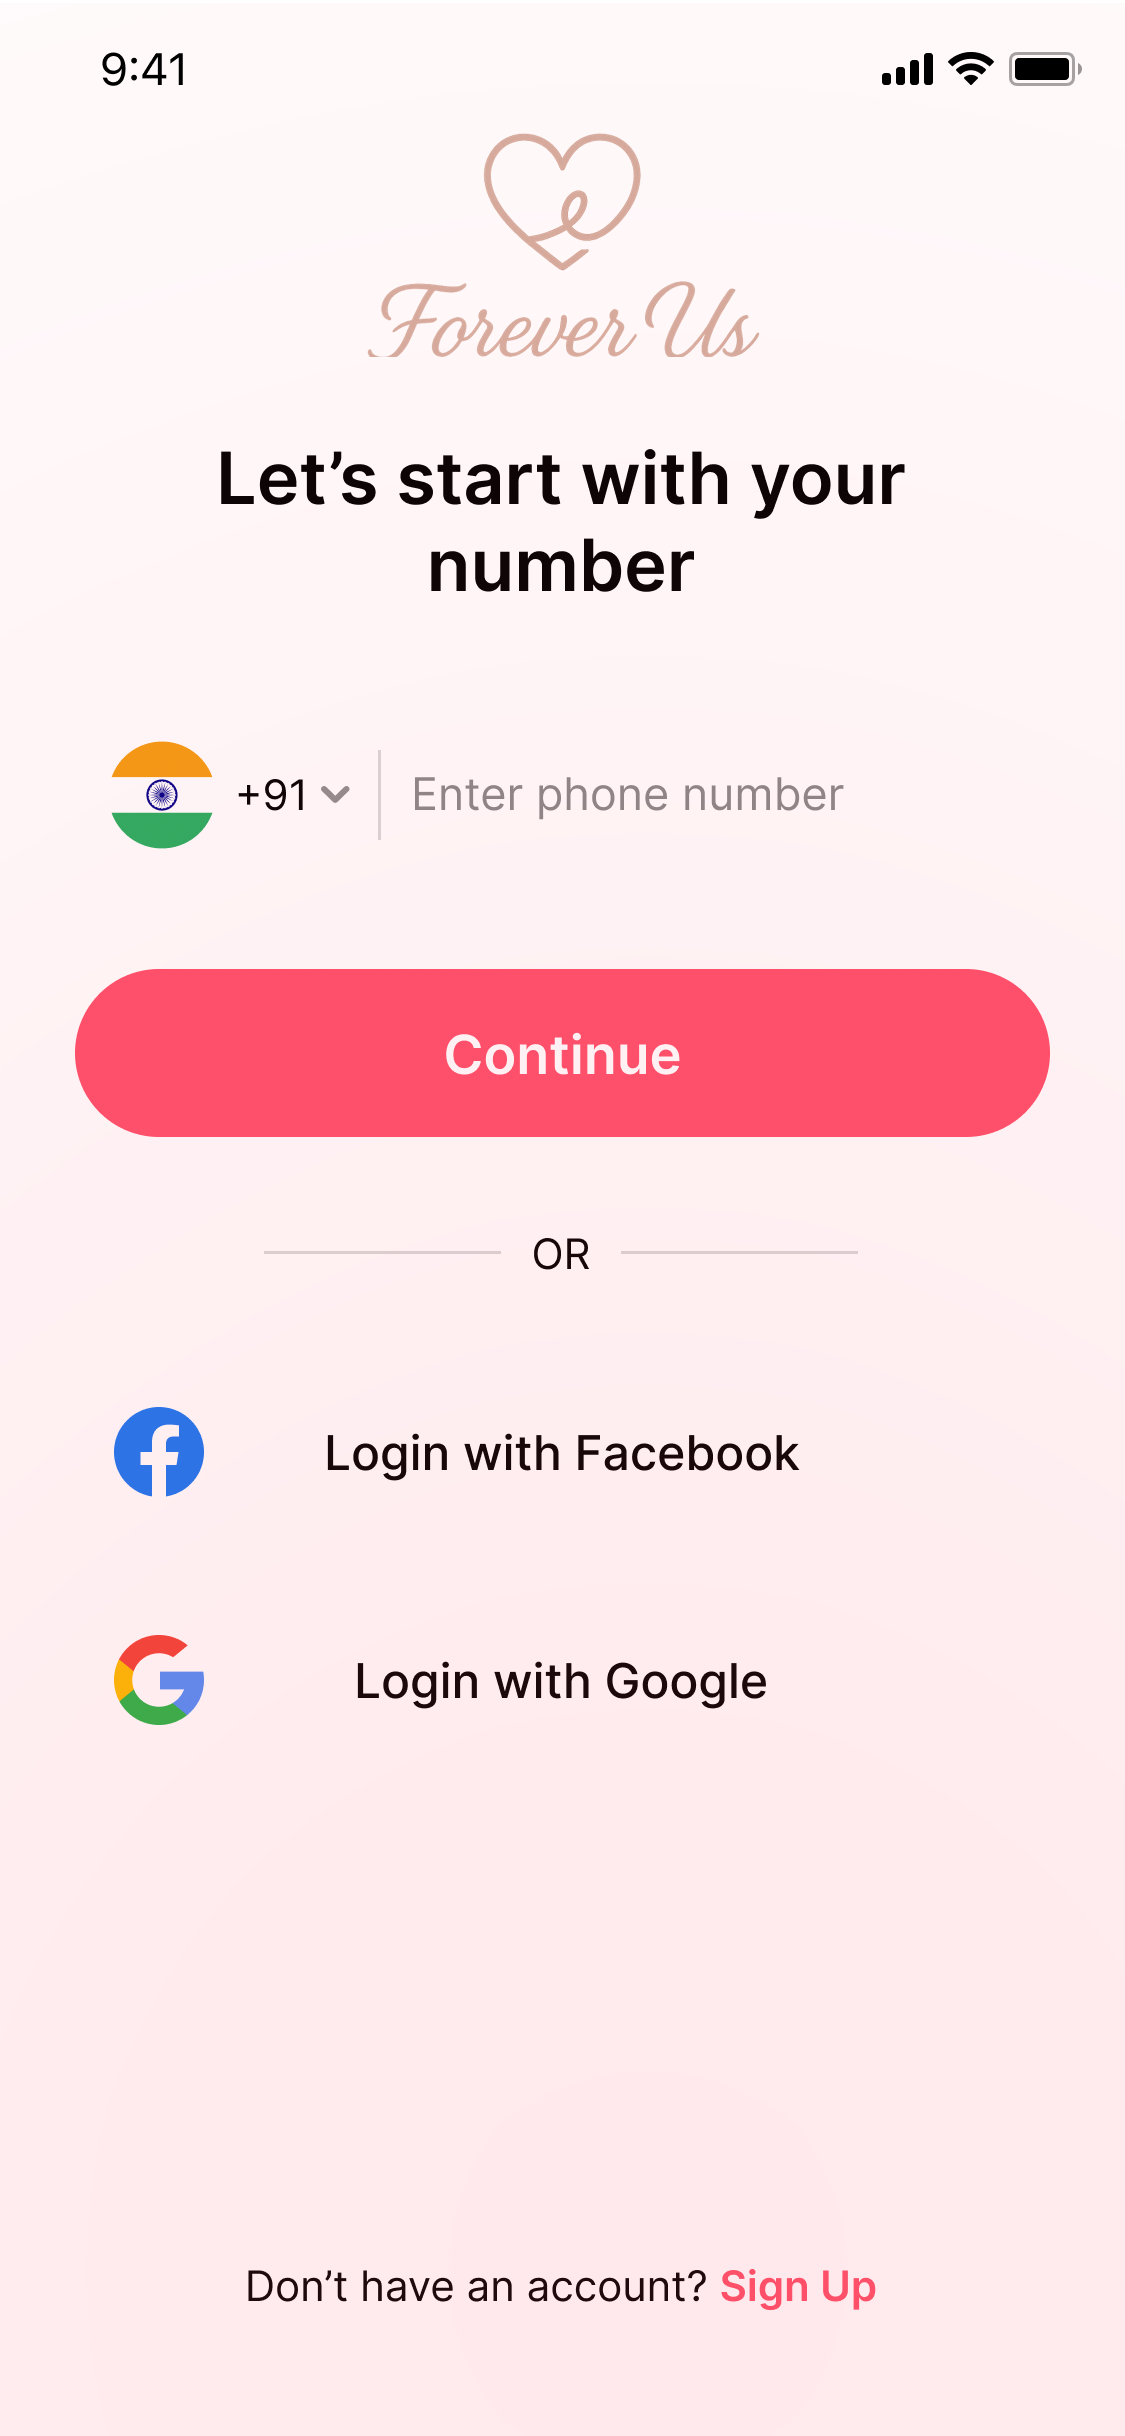 9:41
Forever Us
Let’s start with your
number
+91 Enter phone number
Continue
OR
Login with Facebook
Login with Google
Don’t have an account? Sign Up